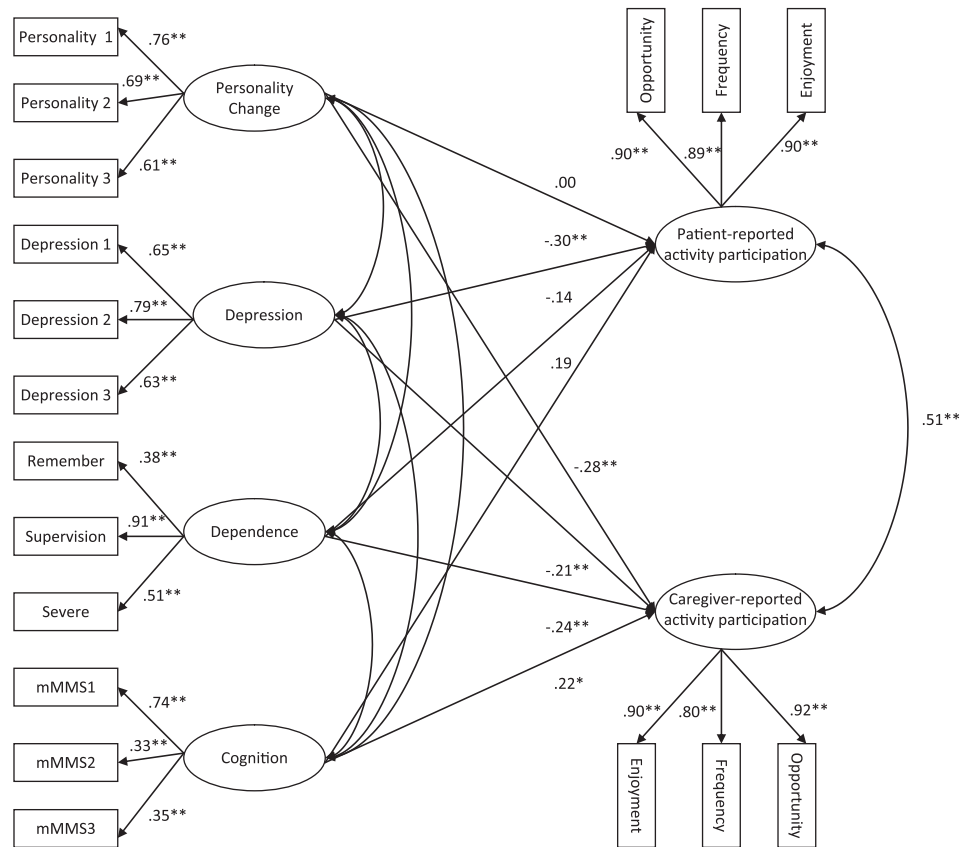 Personality 1
Personality 2
Personality 3
Depression 1
Depression 2
Depression 3
Remember
Supervision
Severe
mMMS1
mMMS2
mMMS3
.76**
.69**
.61**
.65**
.79**
.63**
.38**
.91**
.51**
.74**
.33**
.35**
Personality
Change
Depression
Dependence
Cognition
.00
-.30**
-.14
.19
-.28**
-.21**
-.24**
.22*
Opportunity
Frequency
Enjoyment
.90**
.89**
.90**
Patient-reported
activity participation
.51**
Caregiver-reported
activity participation
.90**
.80**
.92**
Enjoyment
Frequency
Opportunity